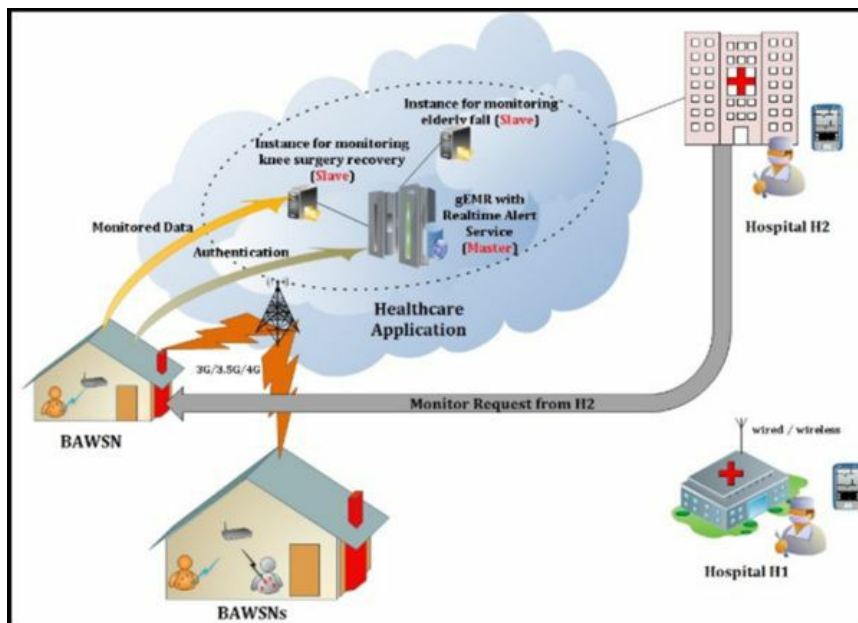 Instance for monitoring
elderly fall (Slave)
Instance for monitoring
knee surgery recovery
(Slave)
gEMR with
Realtime Alert
Service
(Master)
Monitored Data
Authentication
Healthcare
Application
Hospital H2
3G/3.5G/4G
Monitor Request from H2
BAWSN
wired / wireless
Hospital H1
BAWSNs